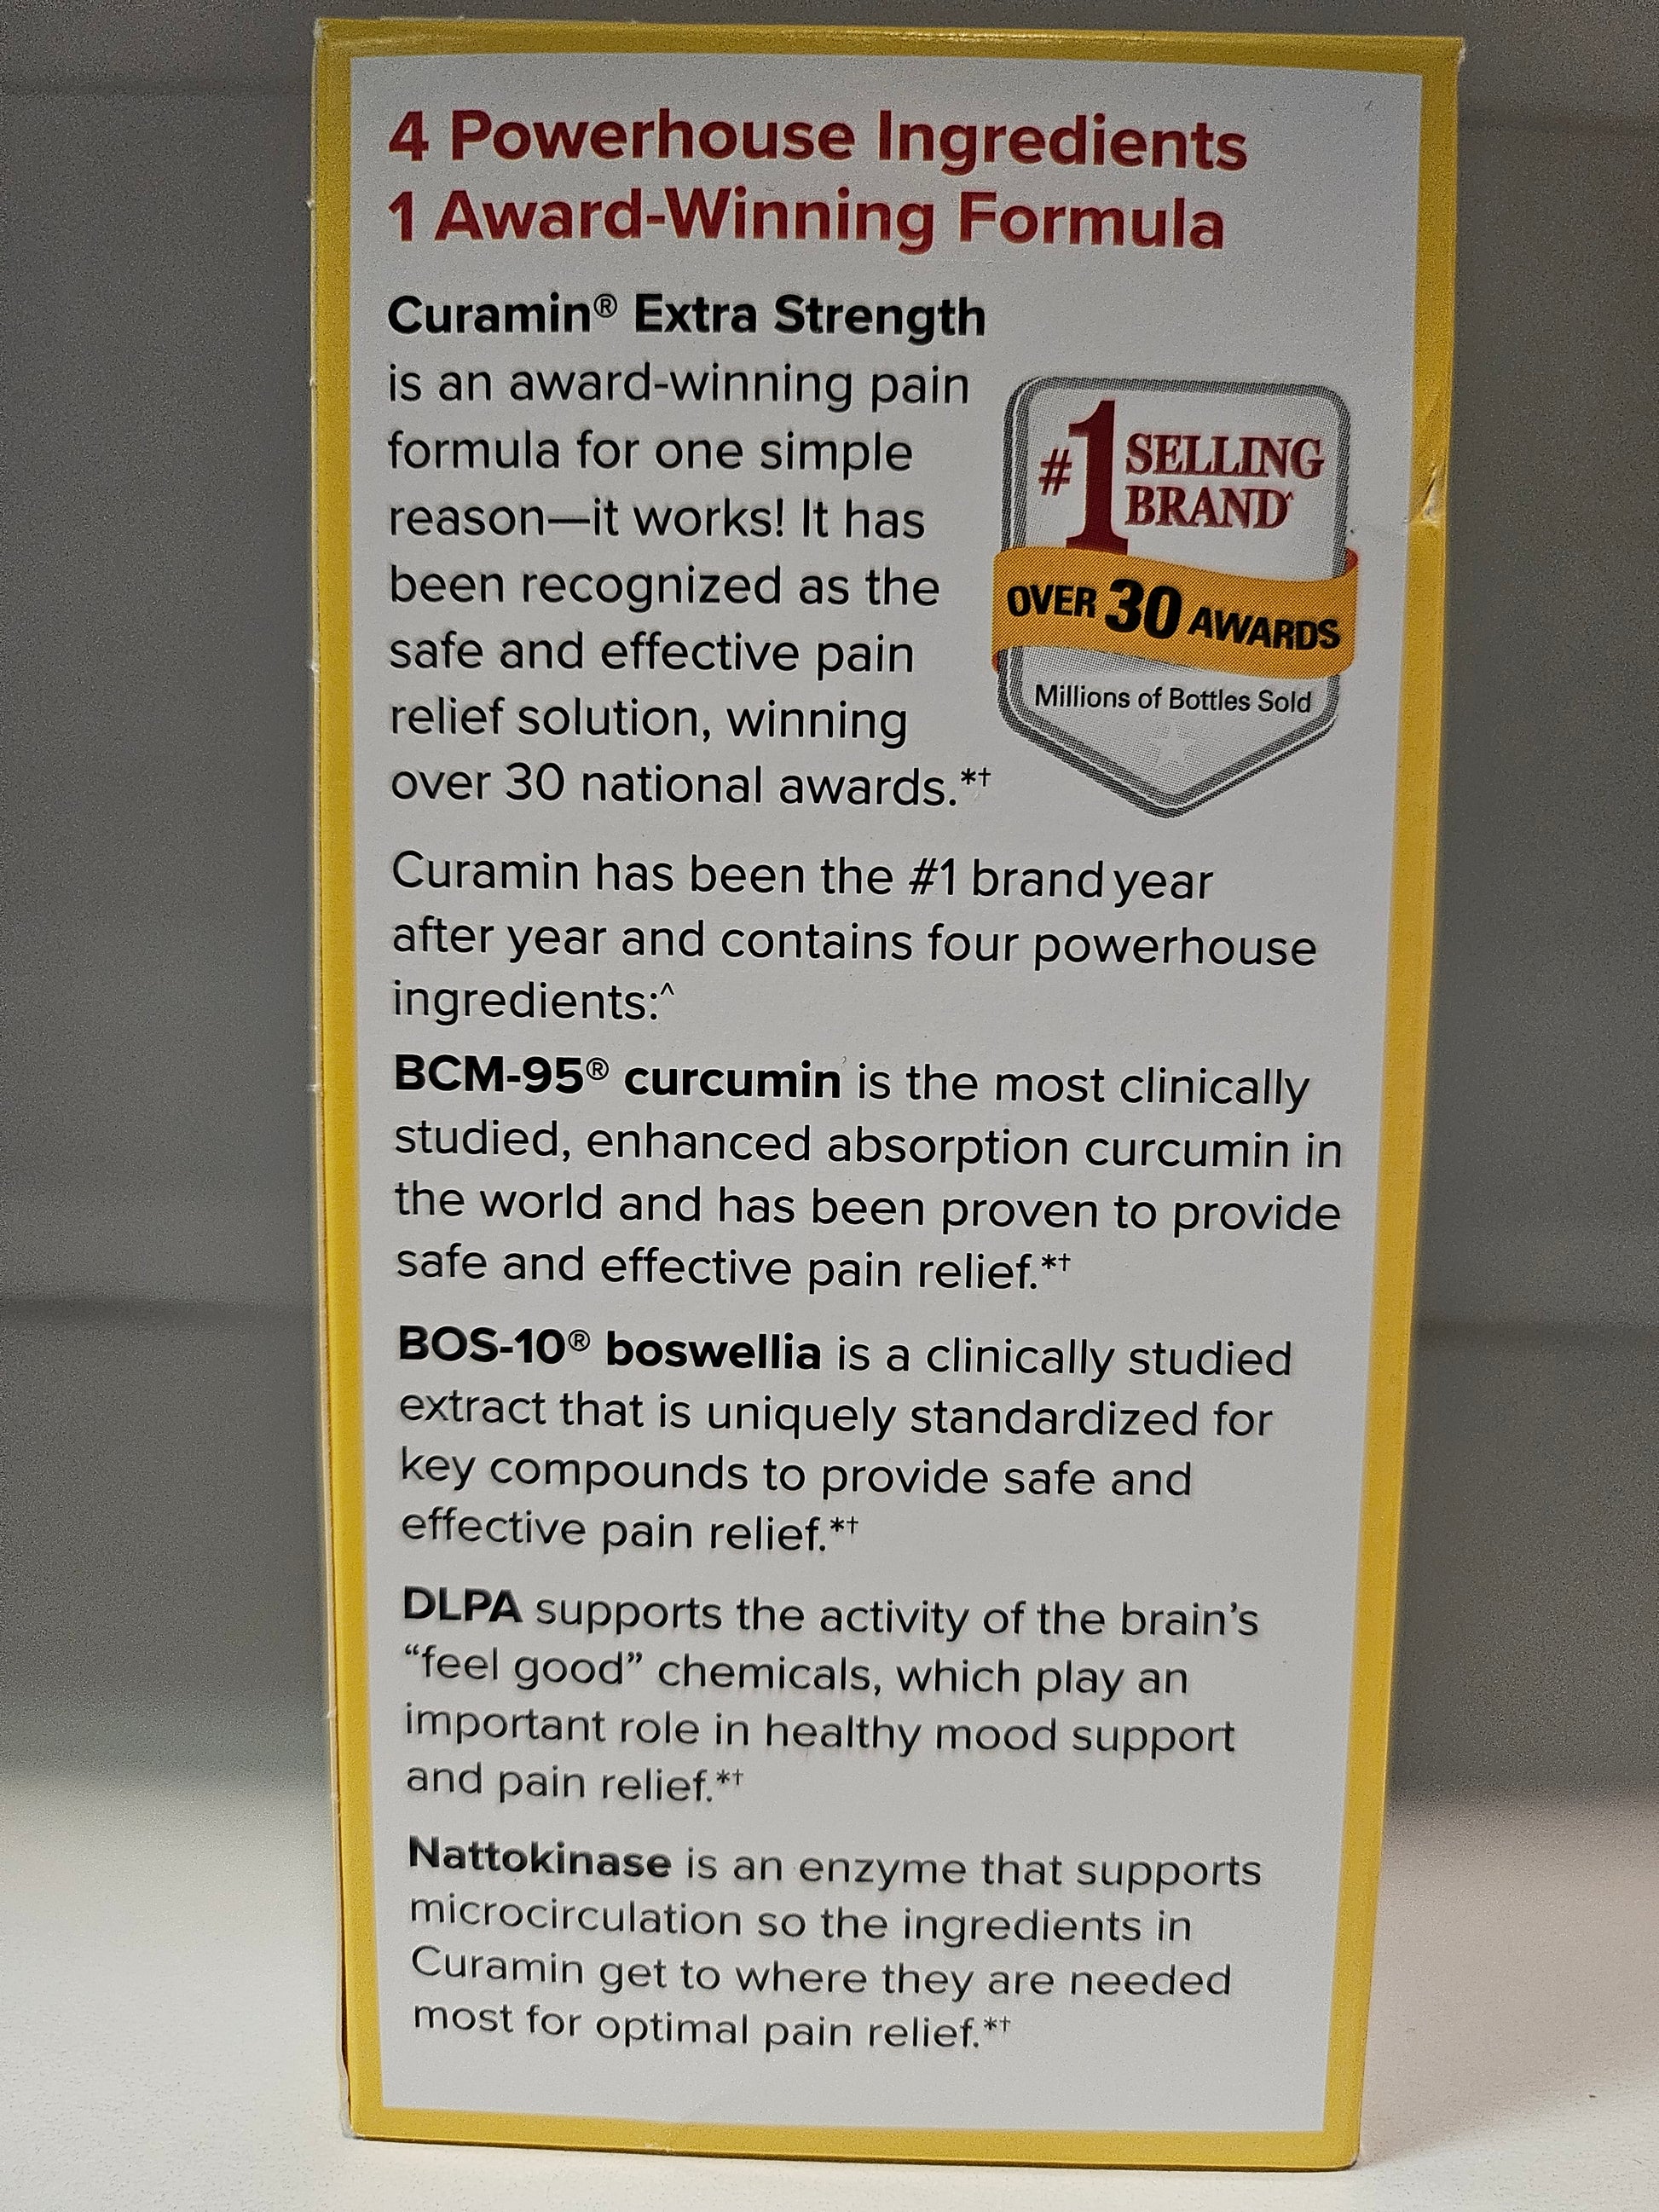 4 Powerhouse Ingredients
1 Award-Winning Formula
Curamin® Extra Strength
is an award-winning pain
formula for one simple
reason—it works! It has
been recognized as the
safe and effective pain
relief solution, winning
over 30 national awards.*†
#1 SELLING
BRAND^
OVER 30 AWARDS
Millions of Bottles Sold
Curamin has been the #1 brand year
after year and contains four powerhouse
ingredients:^
BCM-95® curcumin is the most clinically
studied, enhanced absorption curcumin in
the world and has been proven to provide
safe and effective pain relief.*†
BOS-10® boswellia is a clinically studied
extract that is uniquely standardized for
key compounds to provide safe and
effective pain relief.*†
DLPA supports the activity of the brain’s
“feel good” chemicals, which play an
important role in healthy mood support
and pain relief.*†
Nattokinase is an enzyme that supports
microcirculation so the ingredients in
Curamin get to where they are needed
most for optimal pain relief.*†